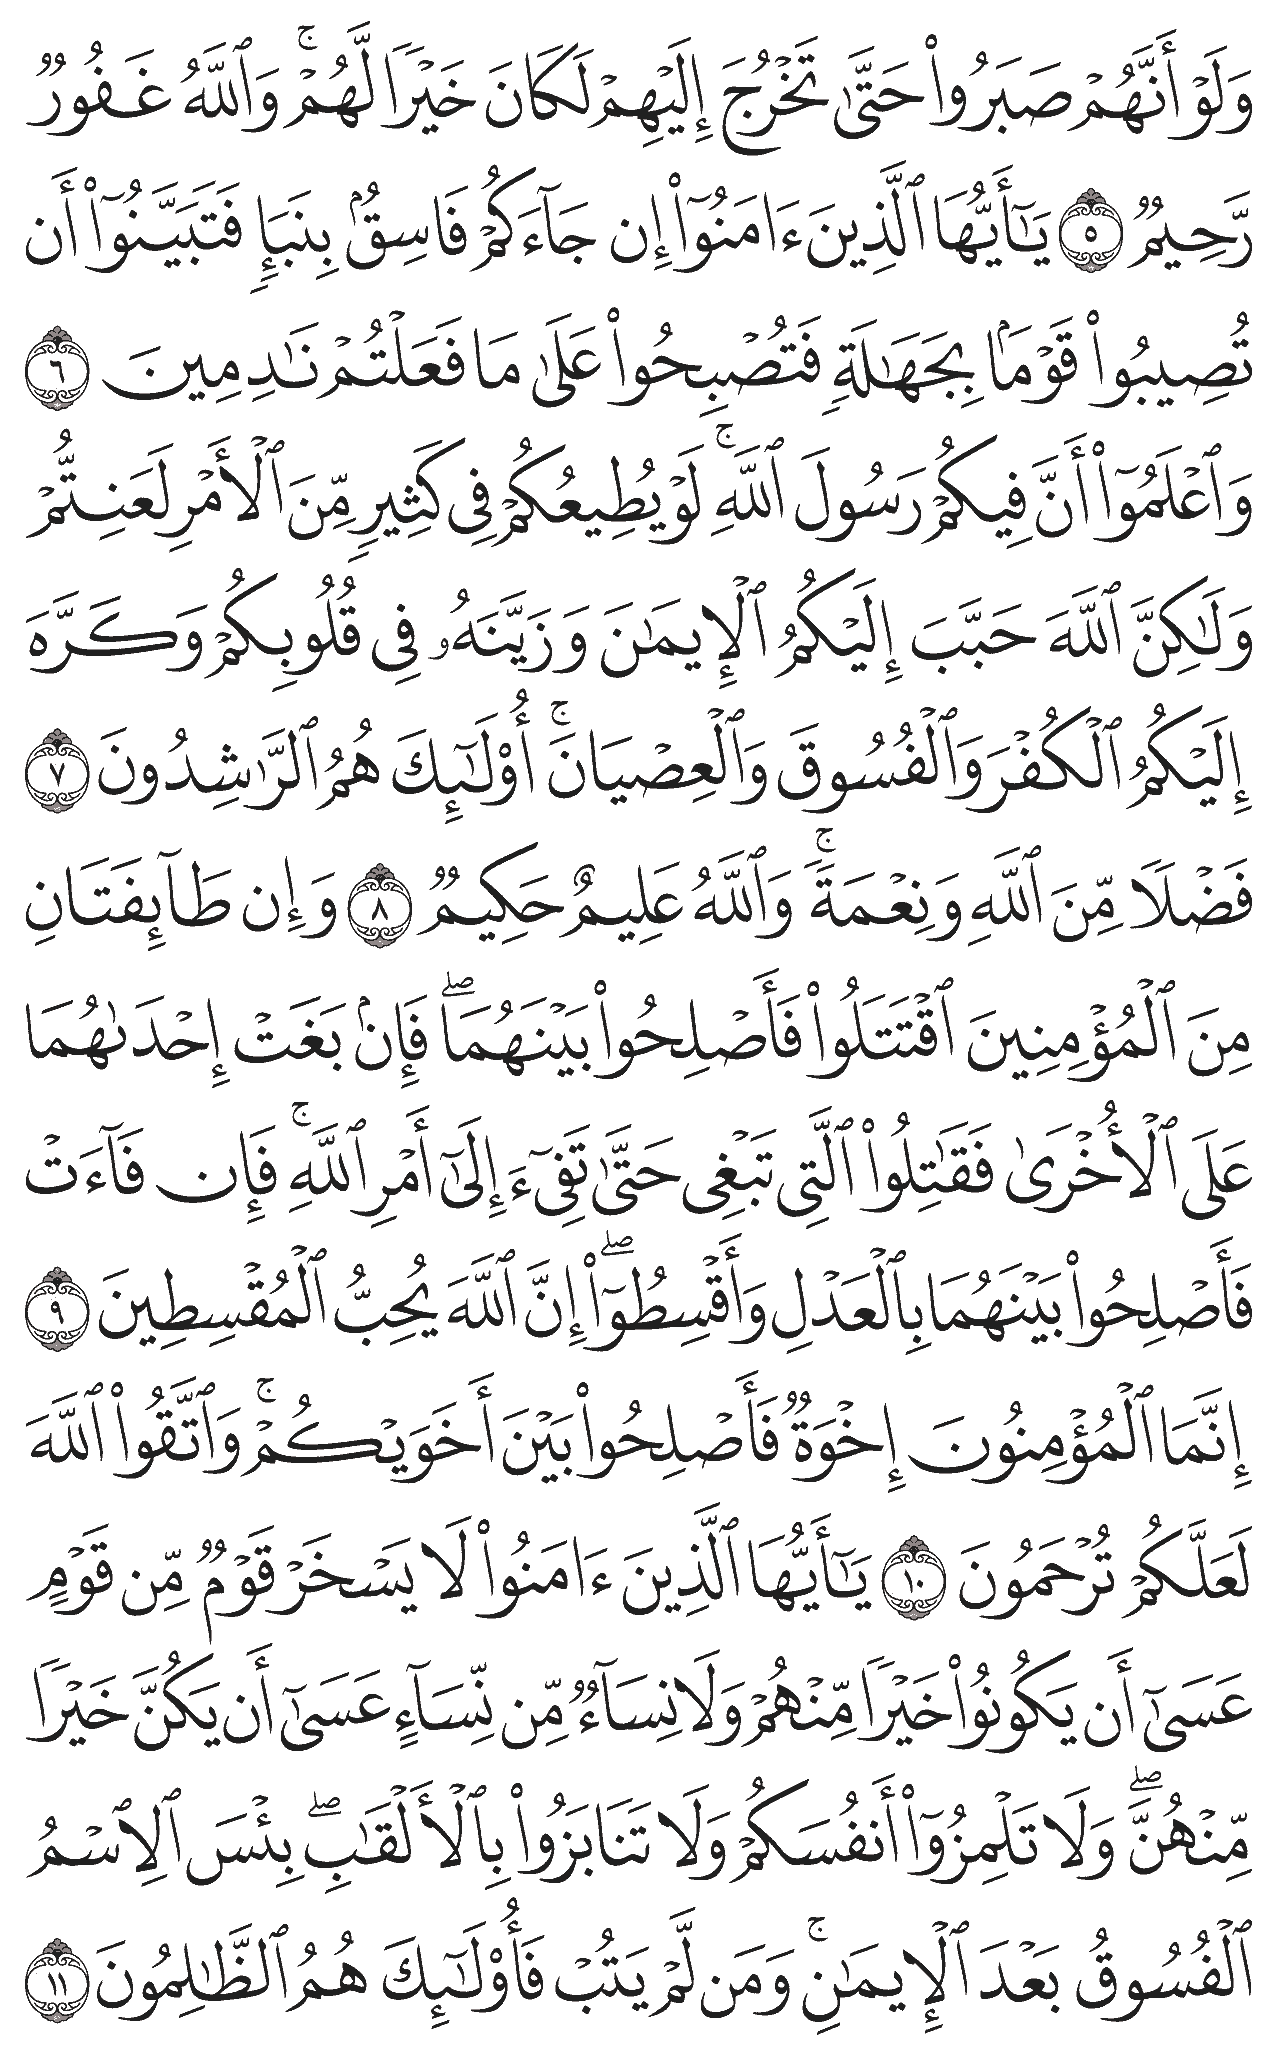 وَلَوۡ أَنَّهُمۡ صَبَرُواْ حَتَّىٰ تَخۡرُجَ إِلَيۡهِمۡ لَكَانَ خَيۡرٗا لَّهُمۡۚ وَٱللَّهُ غَفُورٞ
رَّحِيمٞ ٥ يَٰٓأَيُّهَا ٱلَّذِينَ ءَامَنُوٓاْ إِن جَآءَكُمۡ فَاسِقُۢ بِنَبَإٖ فَتَبَيَّنُوٓاْ أَن
تُصِيبُواْ قَوۡمَۢا بِجَهَٰلَةٖ فَتُصۡبِحُواْ عَلَىٰ مَا فَعَلۡتُمۡ نَٰدِمِينَ ٦
وَٱعۡلَمُوٓاْ أَنَّ فِيكُمۡ رَسُولَ ٱللَّهِۚ لَوۡ يُطِيعُكُمۡ فِي كَثِيرٖ مِّنَ ٱلۡأَمۡرِ لَعَنِتُّمۡ
وَلَٰكِنَّ ٱللَّهَ حَبَّبَ إِلَيۡكُمُ ٱلۡإِيمَٰنَ وَزَيَّنَهُۥ فِي قُلُوبِكُمۡ وَكَرَّهَ
إِلَيۡكُمُ ٱلۡكُفۡرَ وَٱلۡفُسُوقَ وَٱلۡعِصۡيَانَۚ أُوْلَٰٓئِكَ هُمُ ٱلرَّٰشِدُونَ ٧
فَضۡلٗا مِّنَ ٱللَّهِ وَنِعۡمَةٗۚ وَٱللَّهُ عَلِيمٌ حَكِيمٞ ٨ وَإِن طَآئِفَتَانِ
مِنَ ٱلۡمُؤۡمِنِينَ ٱقۡتَتَلُواْ فَأَصۡلِحُواْ بَيۡنَهُمَاۖ فَإِنۢ بَغَتۡ إِحۡدَىٰهُمَا
عَلَى ٱلۡأُخۡرَىٰ فَقَٰتِلُواْ ٱلَّتِي تَبۡغِي حَتَّىٰ تَفِيٓءَ إِلَىٰٓ أَمۡرِ ٱللَّهِۚ فَإِن فَآءَتۡ
فَأَصۡلِحُواْ بَيۡنَهُمَا بِٱلۡعَدۡلِ وَأَقۡسِطُوٓاْۖ إِنَّ ٱللَّهَ يُحِبُّ ٱلۡمُقۡسِطِينَ ٩
إِنَّمَا ٱلۡمُؤۡمِنُونَ إِخۡوَةٞ فَأَصۡلِحُواْ بَيۡنَ أَخَوَيۡكُمۡۚ وَٱتَّقُواْ ٱللَّهَ
لَعَلَّكُمۡ تُرۡحَمُونَ ١٠ يَٰٓأَيُّهَا ٱلَّذِينَ ءَامَنُواْ لَا يَسۡخَرۡ قَوۡمٞ مِّن قَوۡمٍ
عَسَىٰٓ أَن يَكُونُواْ خَيۡرٗا مِّنۡهُمۡ وَلَا نِسَآءٞ مِّن نِّسَآءٍ عَسَىٰٓ أَن يَكُنَّ خَيۡرٗا
مِّنۡهُنَّۖ وَلَا تَلۡمِزُوٓاْ أَنفُسَكُمۡ وَلَا تَنَابَزُواْ بِٱلۡأَلۡقَٰبِۖ بِئۡسَ ٱلِٱسۡمُ
ٱلۡفُسُوقُ بَعۡدَ ٱلۡإِيمَٰنِۚ وَمَن لَّمۡ يَتُبۡ فَأُوْلَٰٓئِكَ هُمُ ٱلظَّٰلِمُونَ ١١